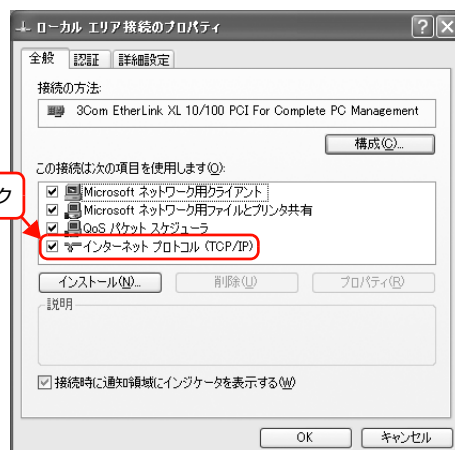 ローカル エリア接続のプロパティ
全般 認証 詳細設定
接続の方法:
3Com EtherLink XL 10/100 PCI For Complete PC Management
構成(C)...
この接続は次の項目を使用します(O):
ク
Microsoft ネットワーク用クライアント
Microsoft ネットワーク用ファイルとプリンタ共有
QoS パケット スケジューラ
インターネット プロトコル (TCP/IP)
インストール(N)... 削除(U) プロパティ(R)
説明
接続時に通知領域にインジケータを表示する(W)
OK キャンセル